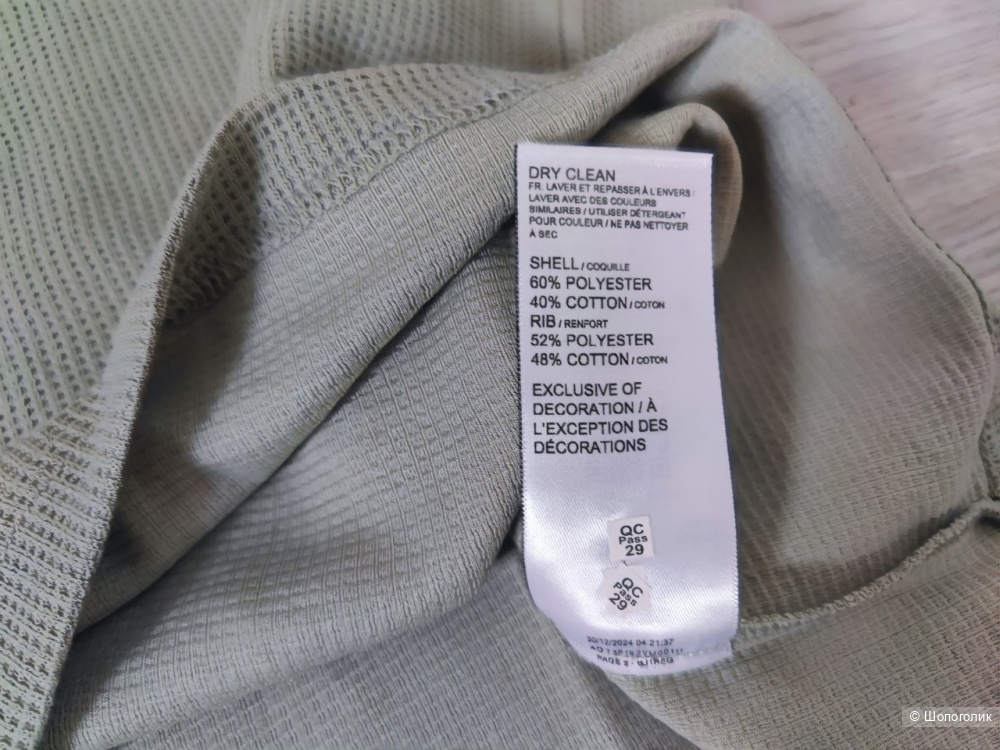 DRY CLEAN
FR. LAVER ET REPASSER À L'ENVERS /
LAVER AVEC DES COULEURS
SIMILAIRES / UTILISER DÉTERGEANT
POUR COULEUR / NE PAS NETTOYER
À SEC
SHELL / COQUILLE
60% POLYESTER
40% COTTON / COTON
RIB / RENFORT
52% POLYESTER
48% COTTON / COTON
EXCLUSIVE OF
DECORATION / À
L'EXCEPTION DES
DÉCORATIONS
QC
Pass
29
QC
Pass
29
30/12/2024 04:21:37
PAGE 2 -
© Шопоголик